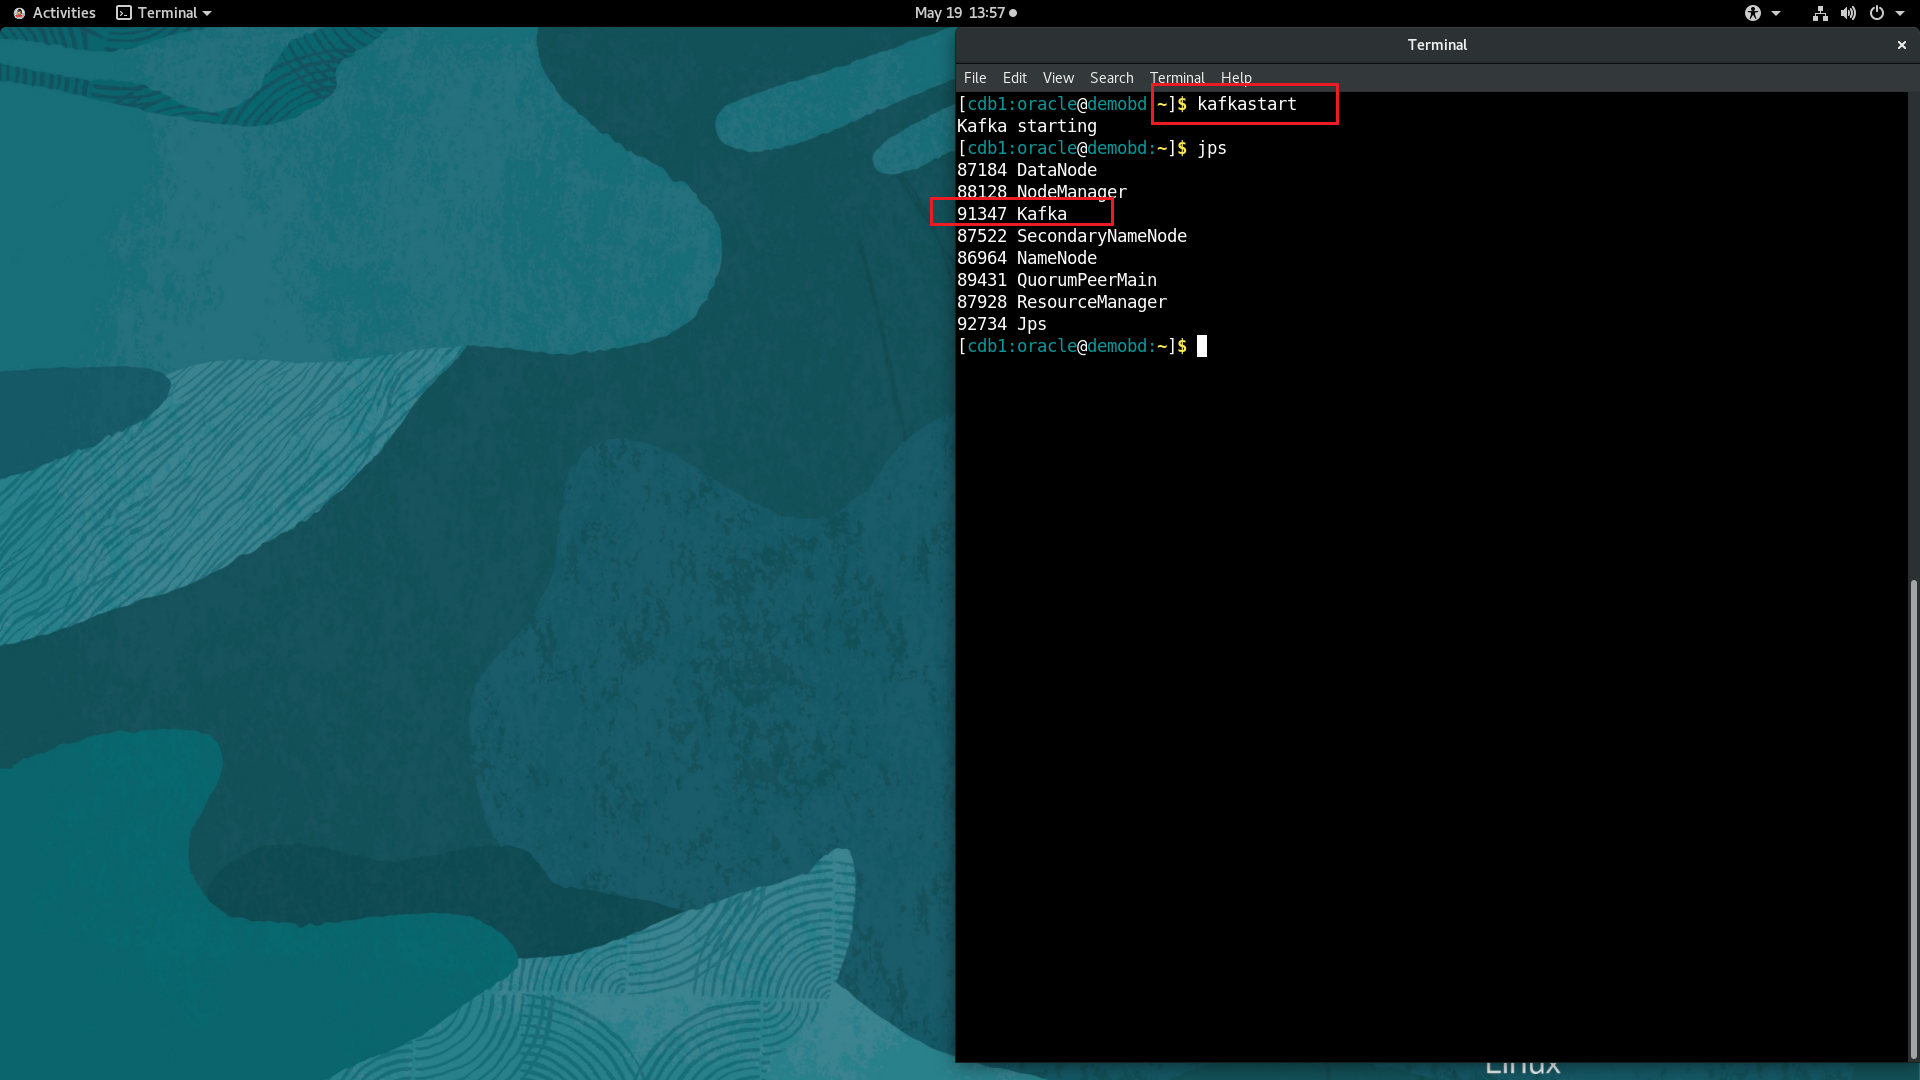 Activities Terminal May 19 13:57
Terminal
File Edit View Search Terminal Help
[cdb1:oracle@demobd:~]$ kafkastart
Kafka starting
[cdb1:oracle@demobd:~]$ jps
87184 DataNode
88128 NodeManager
91347 Kafka
87522 SecondaryNameNode
86964 NameNode
89431 QuorumPeerMain
87928 ResourceManager
92734 Jps
[cdb1:oracle@demobd:~]$
Linux